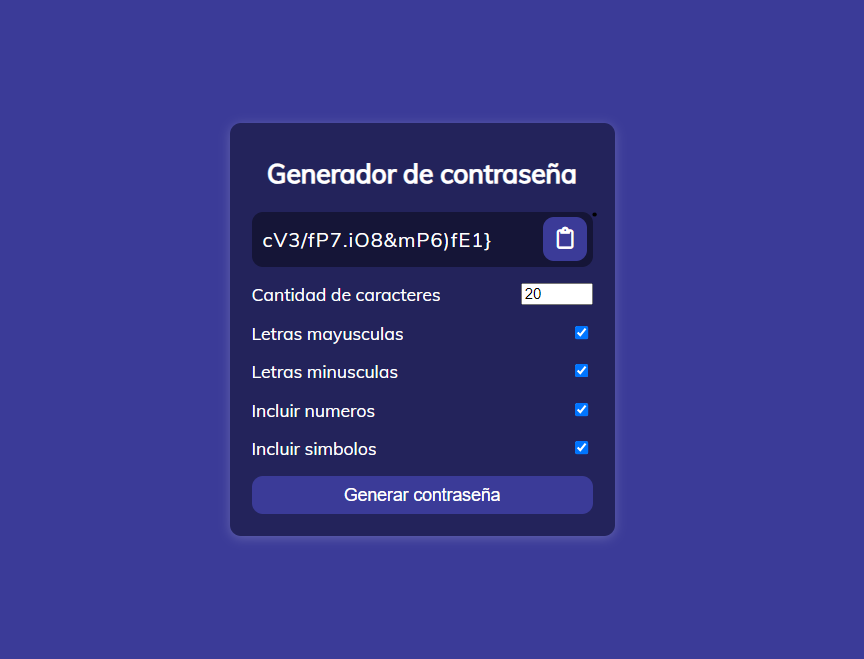 Generador de contraseña
cV3/fP7.iO8&mP6)fE1}
Cantidad de caracteres 20
Letras mayusculas
Letras minusculas
Incluir numeros
Incluir simbolos
Generar contraseña